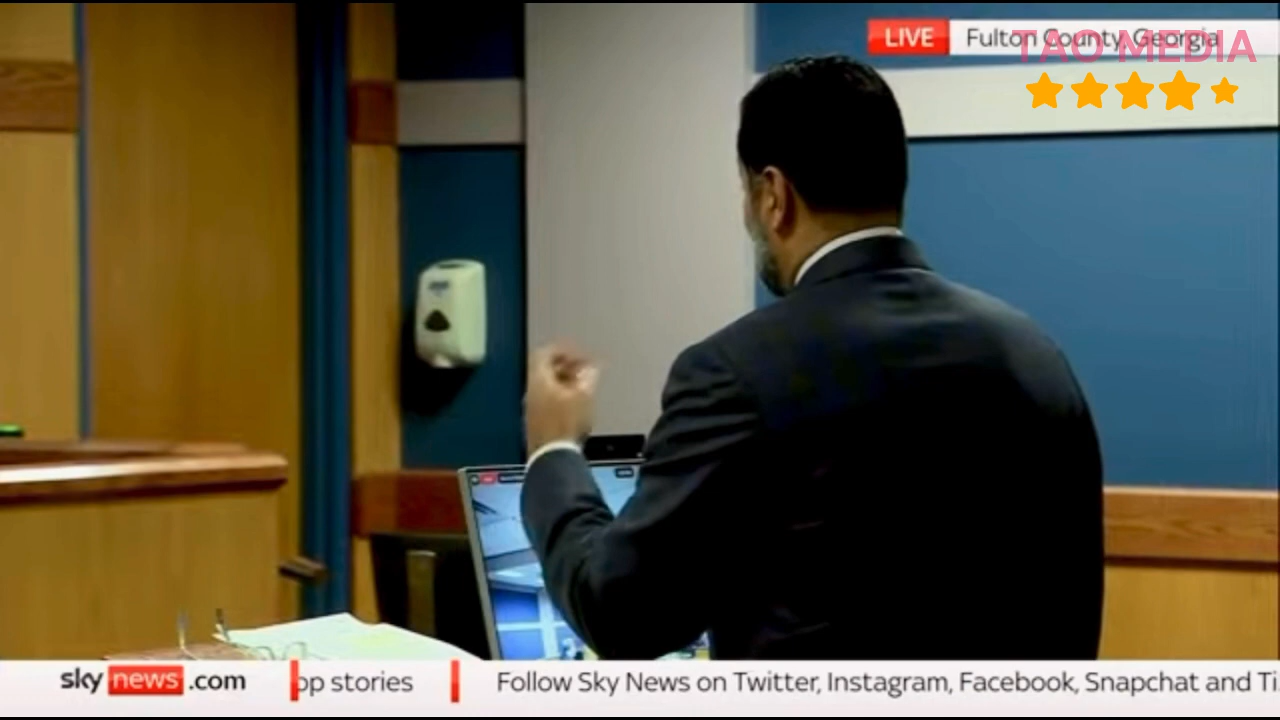 LIVE Fulton County, Georgia
TAO MEDIA
sky news.com op stories Follow Sky News on Twitter, Instagram, Facebook, Snapchat and Ti